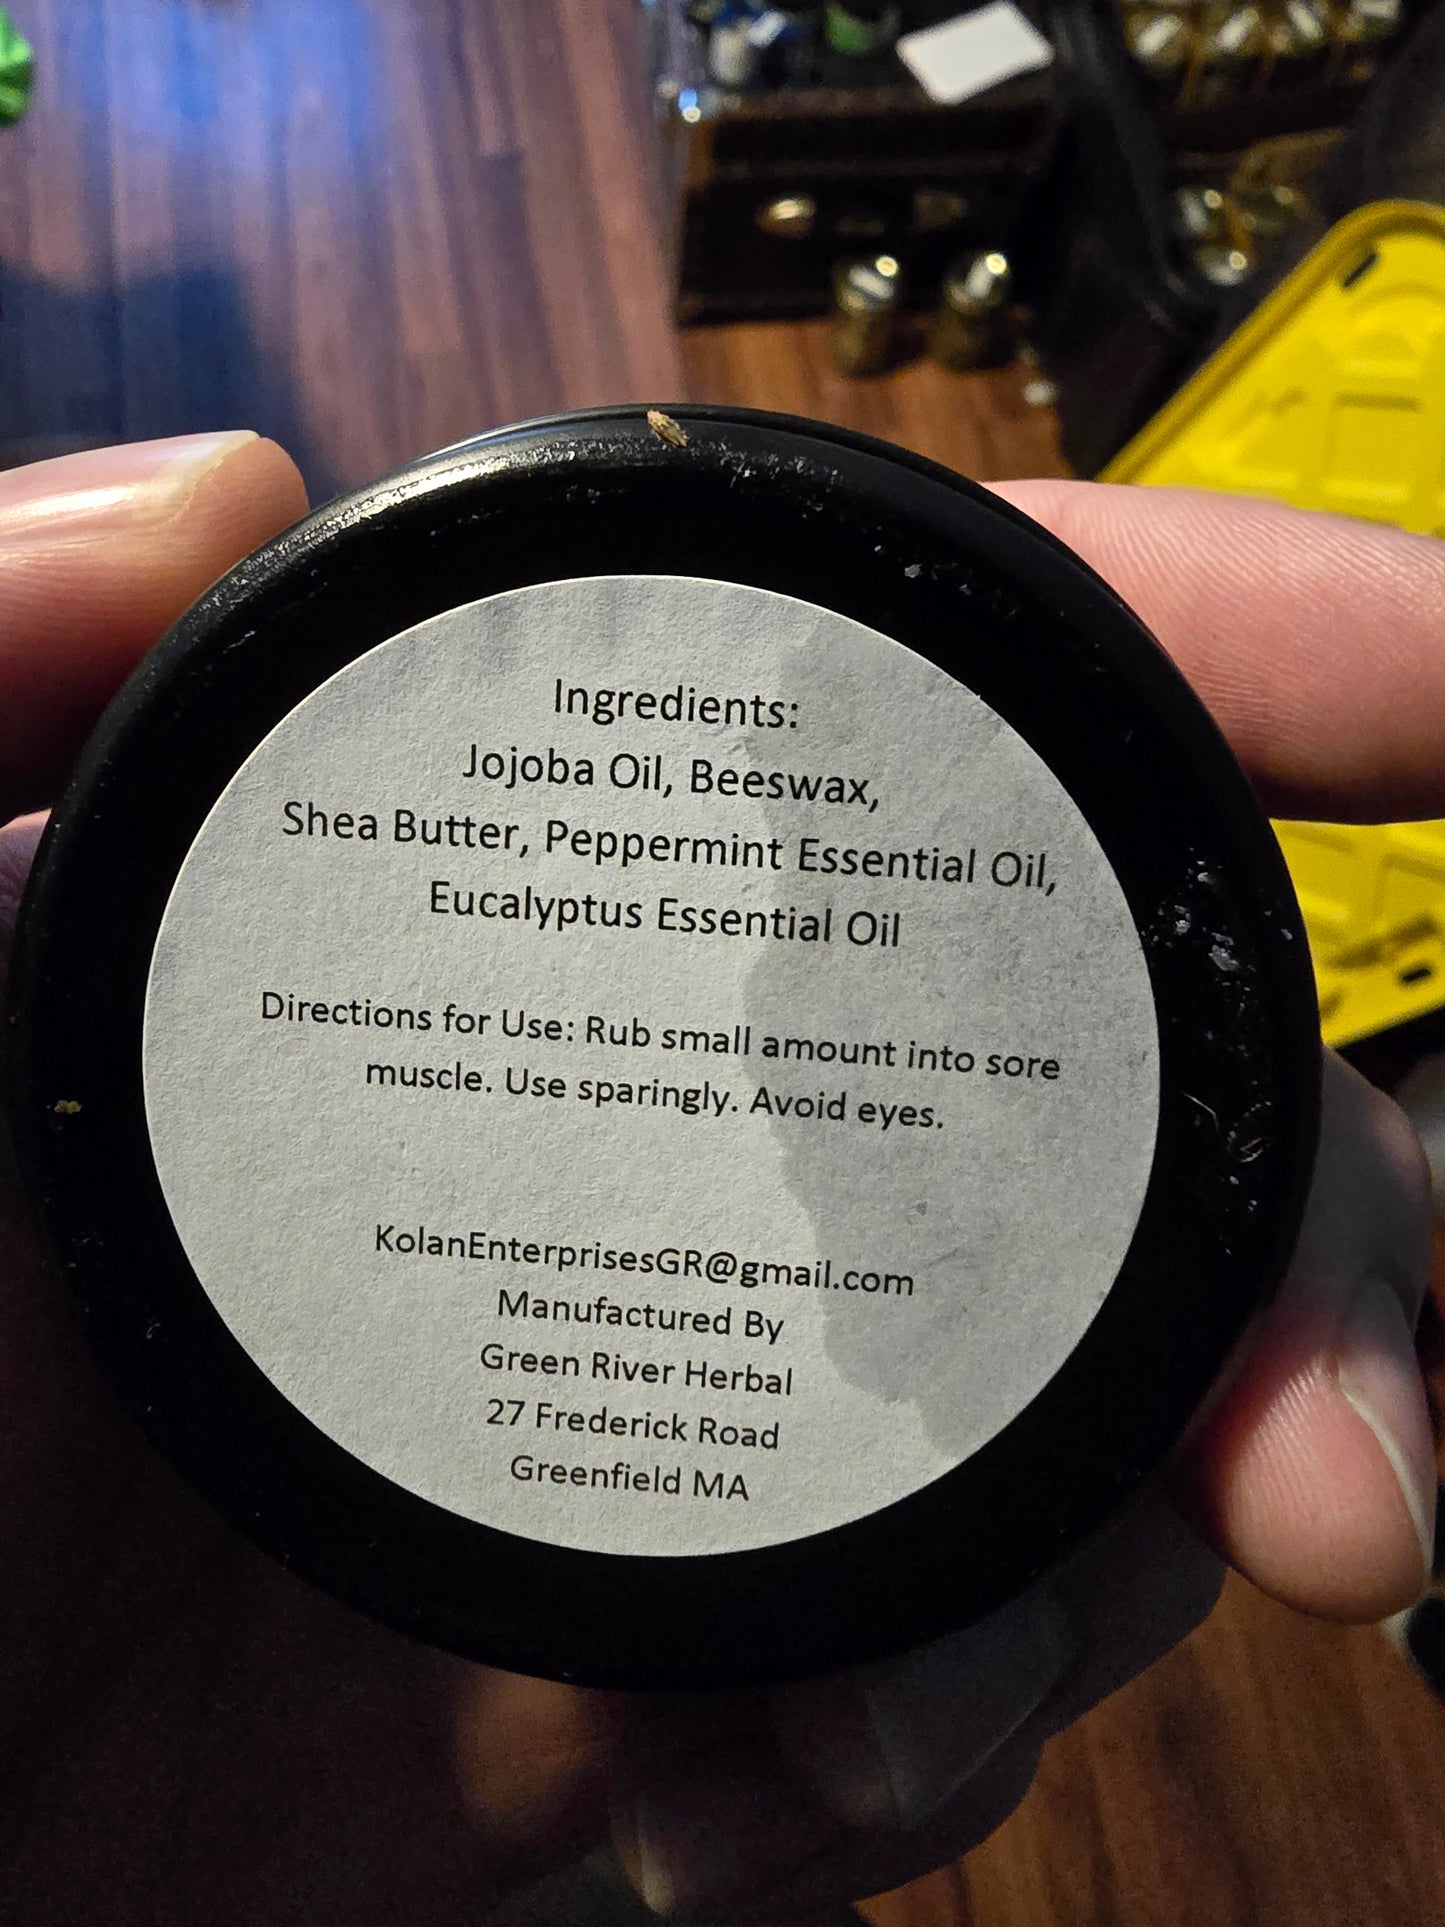 Ingredients:
Jojoba Oil, Beeswax,
Shea Butter, Peppermint Essential Oil,
Eucalyptus Essential Oil
Directions for Use: Rub small amount into sore
muscle. Use sparingly. Avoid eyes.
KolanEnterprisesGR@gmail.com
Manufactured By
Green River Herbal
27 Frederick Road
Greenfield MA